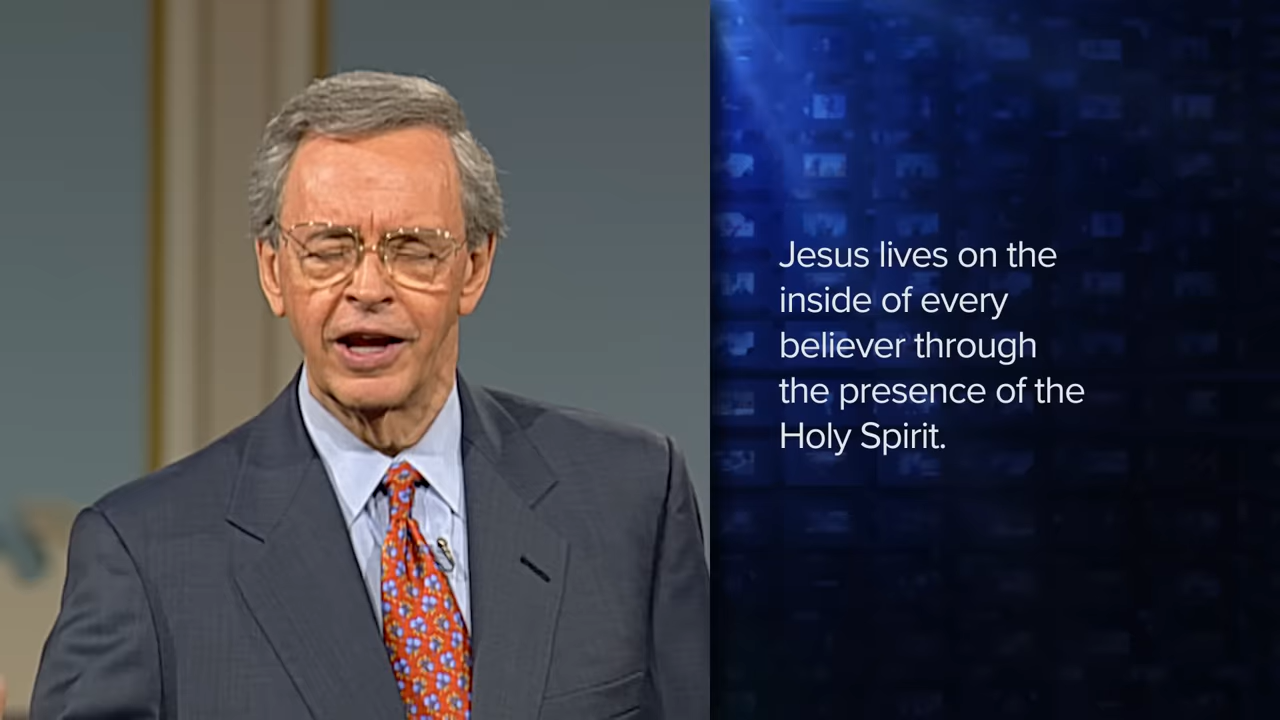 Jesus lives on the
inside of every
believer through
the presence of the
Holy Spirit.